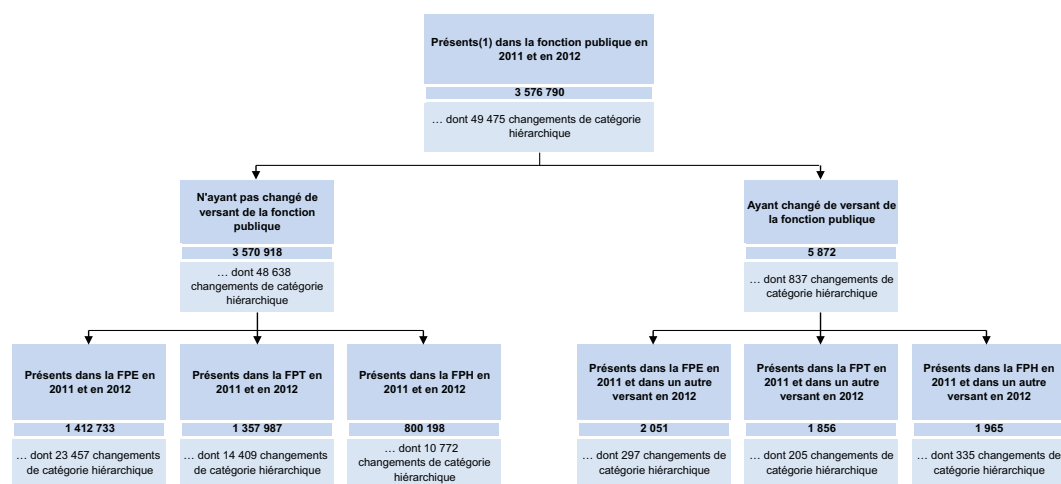 Présents(1) dans la fonction publique en
2011 et en 2012
3 576 790
… dont 49 475 changements de catégorie
hiérarchique
N'ayant pas changé de
versant de la fonction
publique
3 570 918
… dont 48 638
changements de catégorie
hiérarchique
Ayant changé de versant de
la fonction publique
5 872
… dont 837 changements de
catégorie hiérarchique
Présents dans la FPE en
2011 et en 2012
1 412 733
… dont 23 457 changements
de catégorie hiérarchique
Présents dans la FPT en
2011 et en 2012
1 357 987
… dont 14 409 changements
de catégorie hiérarchique
Présents dans la FPH en
2011 et en 2012
800 198
… dont 10 772
changements de catégorie
hiérarchique
Présents dans la FPE en
2011 et dans un autre
versant en 2012
2 051
… dont 297 changements de
catégorie hiérarchique
Présents dans la FPT en
2011 et dans un autre
versant en 2012
1 856
… dont 205 changements de
catégorie hiérarchique
Présents dans la FPH en
2011 et dans un autre
versant en 2012
1 965
… dont 335 changements de
catégorie hiérarchique